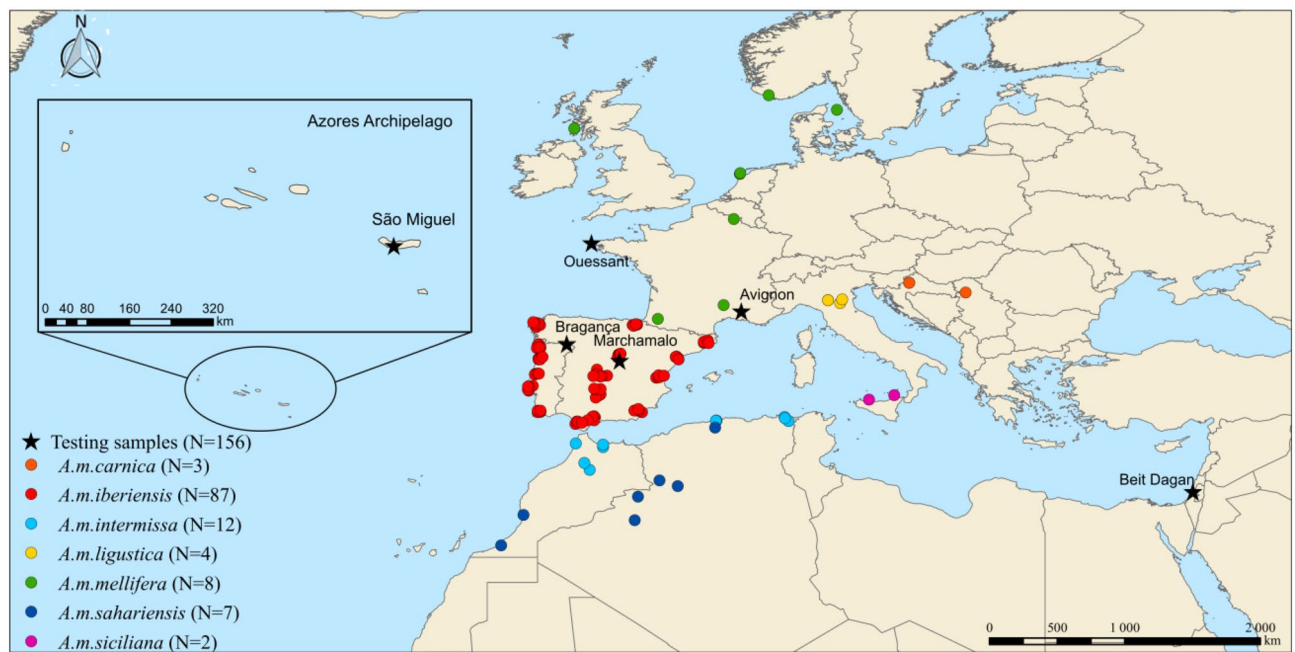 N
Azores Archipelago
São Miguel
0 40 80 160 240 320
km
Ouessant
Avignon
Bragança
Marchamalo
Beit Dagan
Testing samples (N=156)
A.m.carnica (N=3)
A.m.iberiensis (N=87)
A.m.intermissa (N=12)
A.m.ligustica (N=4)
A.m.mellifera (N=8)
A.m.sahariensis (N=7)
A.m.siciliana (N=2)
0 500 1 000 2 000
km